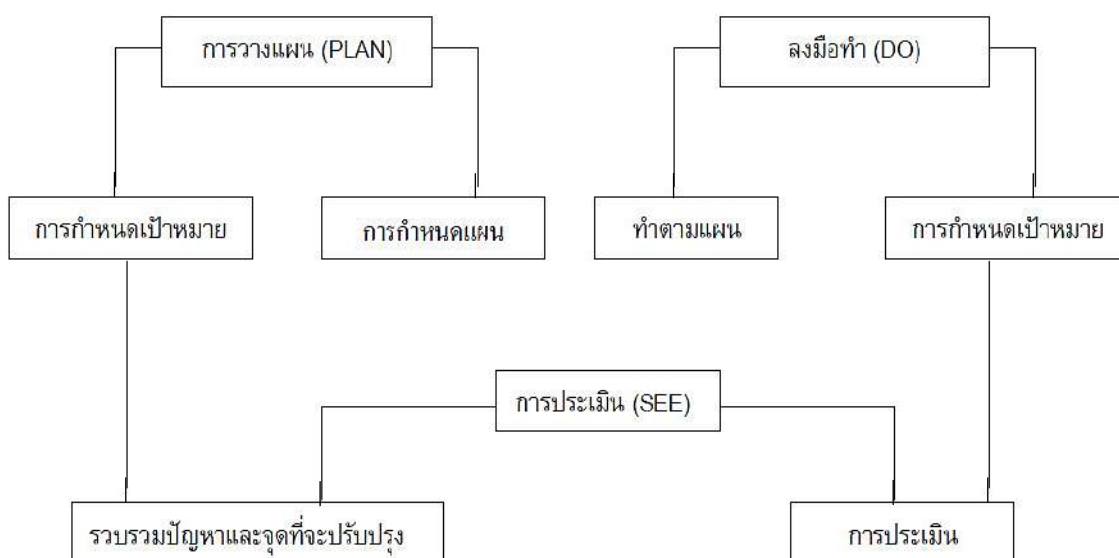 การวางแผน (PLAN)
ลงมือทำ (DO)
การกำหนดเป้าหมาย
การกำหนดแผน
ทำตามแผน
การกำหนดเป้าหมาย
การประเมิน (SEE)
รวบรวมปัญหาและจุดที่จะปรับปรุง
การประเมิน